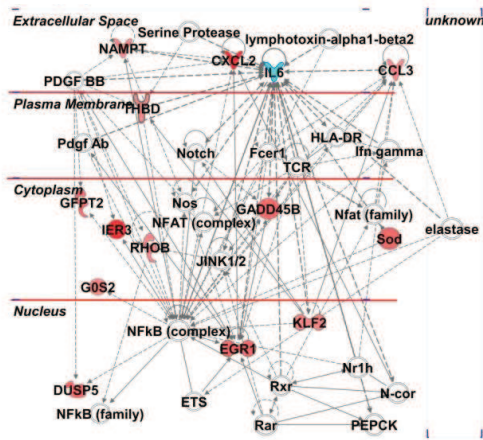 Extracellular Space
Serine Protease
unknown
NAMPT
lymphotoxin-alpha1-beta2
CXCL2
IL6
CCL3
PDGF BB
Plasma Membrane
THBD
Pdgf Ab
Notch
Fcer1
HLA-DR
Ifn gamma
TCR
Cytoplasm
GFPT2
Nos
GADD45B
NFAT (complex)
Nfat (family)
IER3
RHOB
Sod
elastase
JINK1/2
G0S2
Nucleus
NFkB (complex)
KLF2
EGR1
Nr1h
DUSP5
Rxr
N-cor
ETS
NFkB (family)
Rar
PEPCK